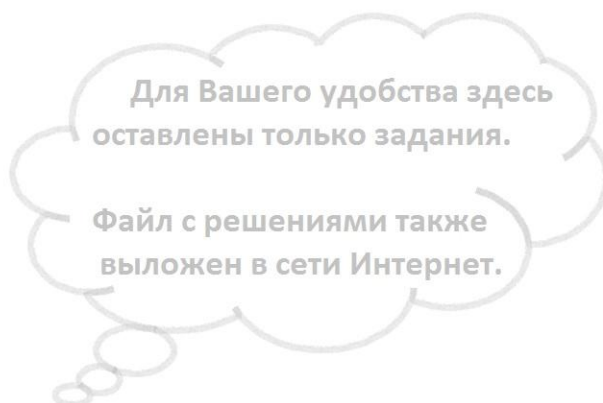 Для Вашего удобства здесь
оставлены только задания.
Файл с решениями также
выложен в сети Интернет.